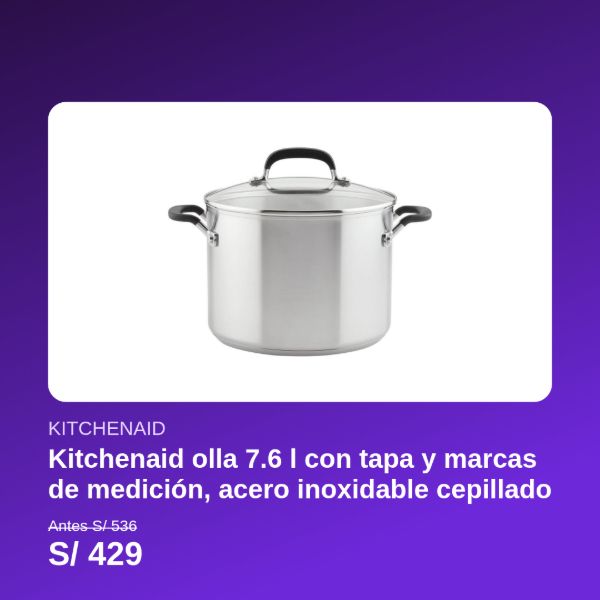 KITCHENAID
Kitchenaid olla 7.6 l con tapa y marcas
de medición, acero inoxidable cepillado
Antes S/ 536
S/ 429